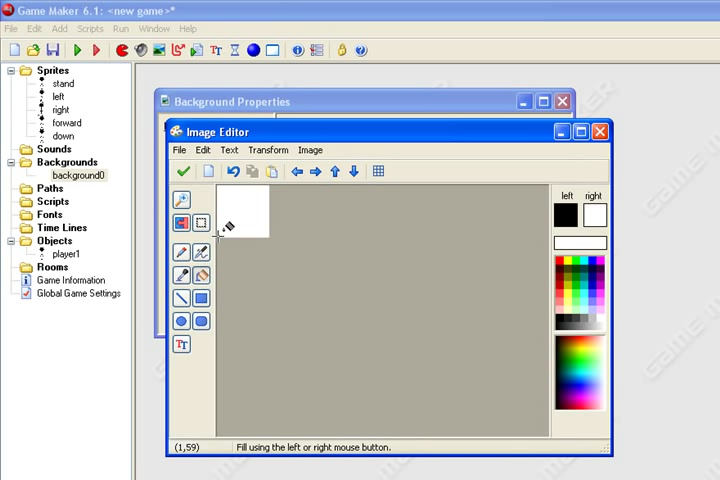 Game Maker 6.1: <new game>*
File Edit Add Scripts Run Window Help
Sprites
stand
left
right
forward
down
Sounds
Backgrounds
background0
Paths
Scripts
Fonts
Time Lines
Objects
player1
Rooms
Game Information
Global Game Settings
Background Properties
Image Editor
File Edit Text Transform Image
left right
(1,59) Fill using the left or right mouse button.